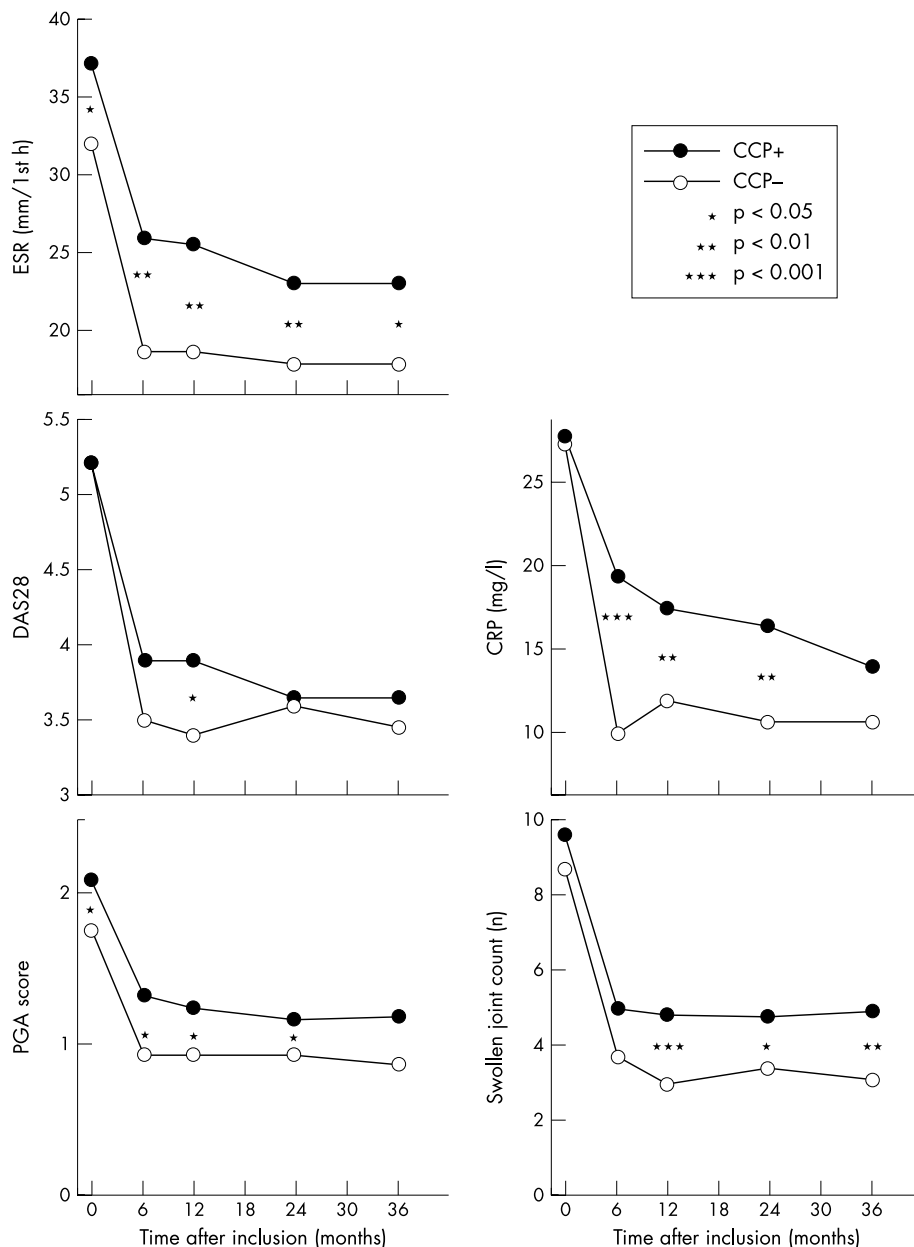 40
35
30
25
20
ESR (mm/1st h)
★
★★
★★
★★
★
CCP+
CCP–
★ p < 0.05
★★ p < 0.01
★★★ p < 0.001
5.5
5
4.5
4
3.5
3
DAS28
★
25
20
15
10
CRP (mg/l)
★★★
★★
★★
2
1
0
PGA score
★
★
★
★
0 6 12 18 24 30 36
Time after inclusion (months)
10
8
6
4
2
0
Swollen joint count (n)
★★★
★
★★
0 6 12 18 24 30 36
Time after inclusion (months)